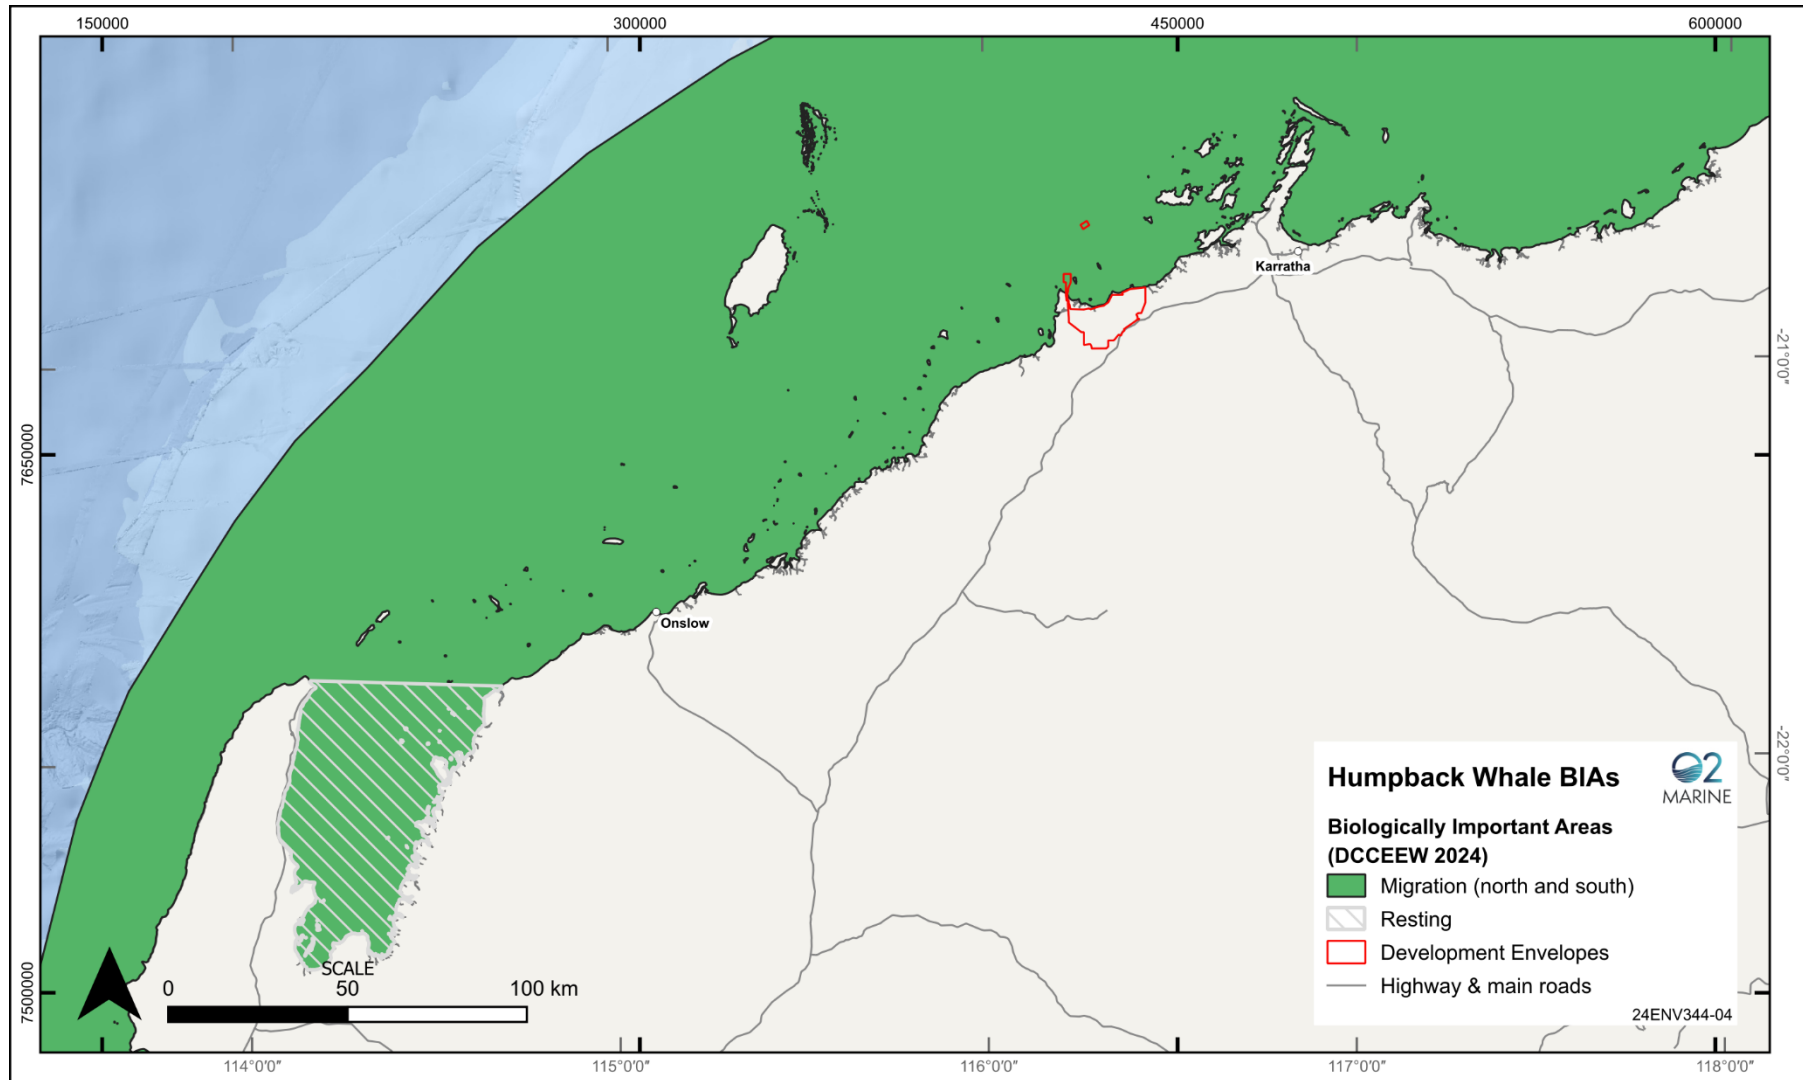 150000 300000 450000 600000
Karratha
-21°0'0"
7650000
Onslow
-22°0'0"
Humpback Whale BIAs
O2
MARINE
Biologically Important Areas
(DCCEEW 2024)
Migration (north and south)
Resting
Development Envelopes
Highway & main roads
24ENV344-04
7500000
SCALE
0 50 100 km
114°0'0" 115°0'0" 116°0'0" 117°0'0" 118°0'0"